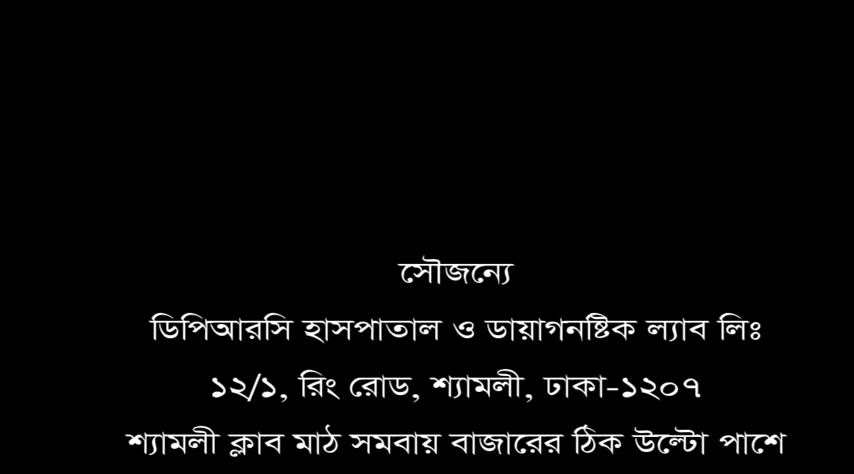 সৌজন্যে
ডিপিআরসি হাসপাতাল ও ডায়াগনষ্টিক ল্যাব লিঃ
১২/১, রিং রোড, শ্যামলী, ঢাকা-১২০৭
শ্যামলী ক্লাব মাঠ সমবায় বাজারের ঠিক উল্টো পাশে